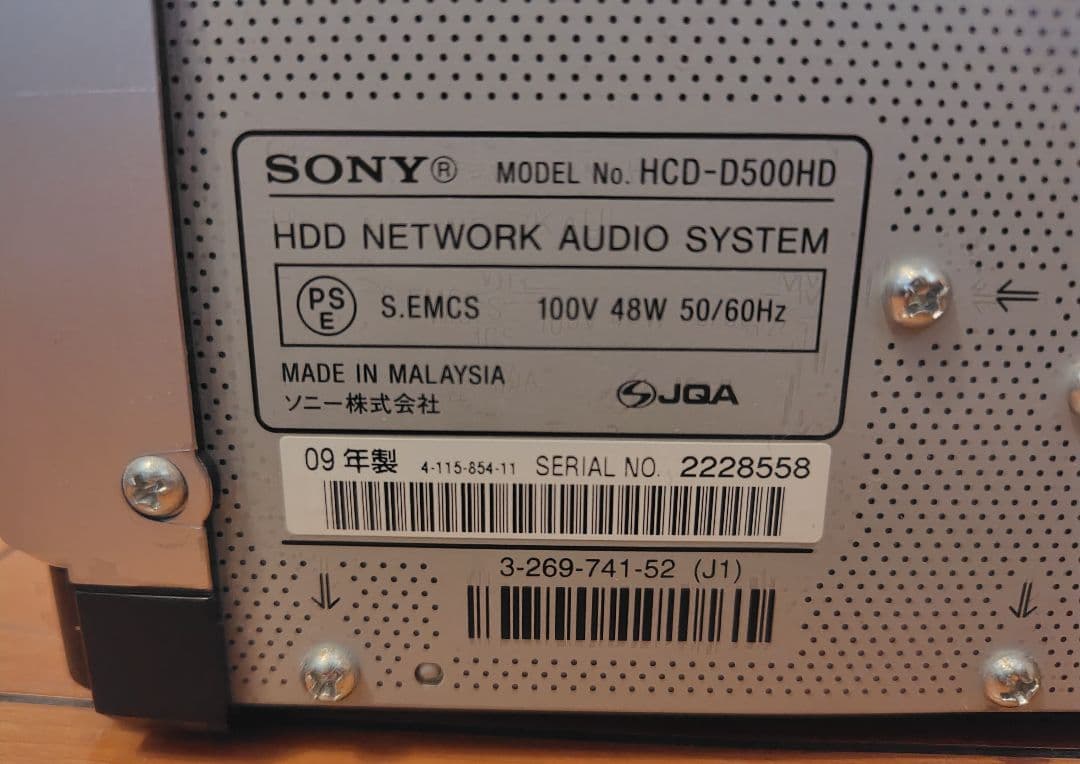 SONY® MODEL No. HCD-D500HD
HDD NETWORK AUDIO SYSTEM
PS E S.EMCS 100V 48W 50/60Hz
MADE IN MALAYSIA
ソニー株式会社 JQA
09年製 4-115-854-11 SERIAL NO. 2228558
3-269-741-52 (J1)